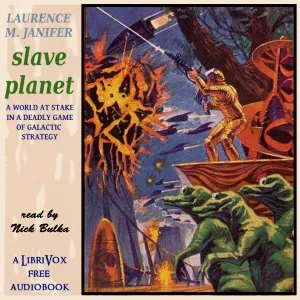 LAURENCE
M. JANIFER
slave
planet
A WORLD AT STAKE
IN A DEADLY GAME
OF GALACTIC
STRATEGY
read by
Nick Bulka
A LIBRIVOX
FREE
AUDIOBOOK